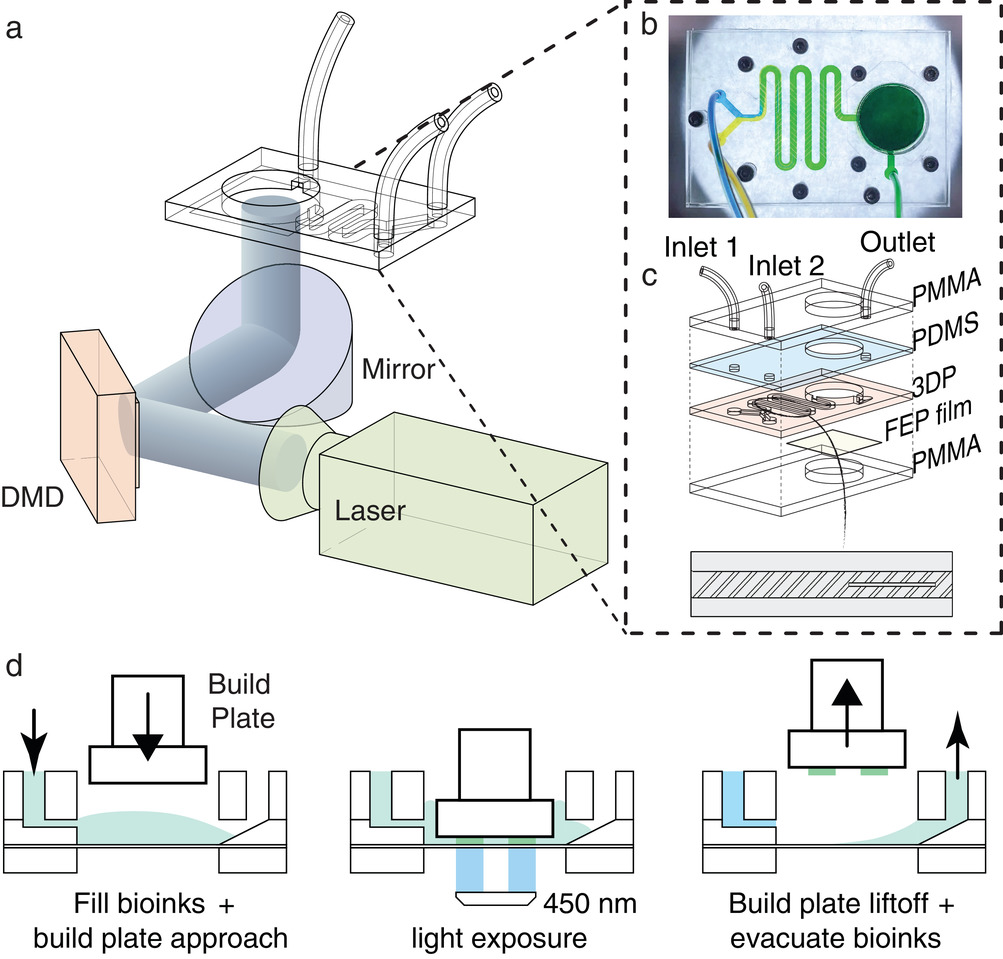 a
DMD
Mirror
Laser
b
Inlet 1
Inlet 2
Outlet
c
PMMA
PDMS
3DP
FEP film
PMMA
d
Build
Plate
450 nm
Fill bioinks +
build plate approach
light exposure
Build plate liftoff +
evacuate bioinks